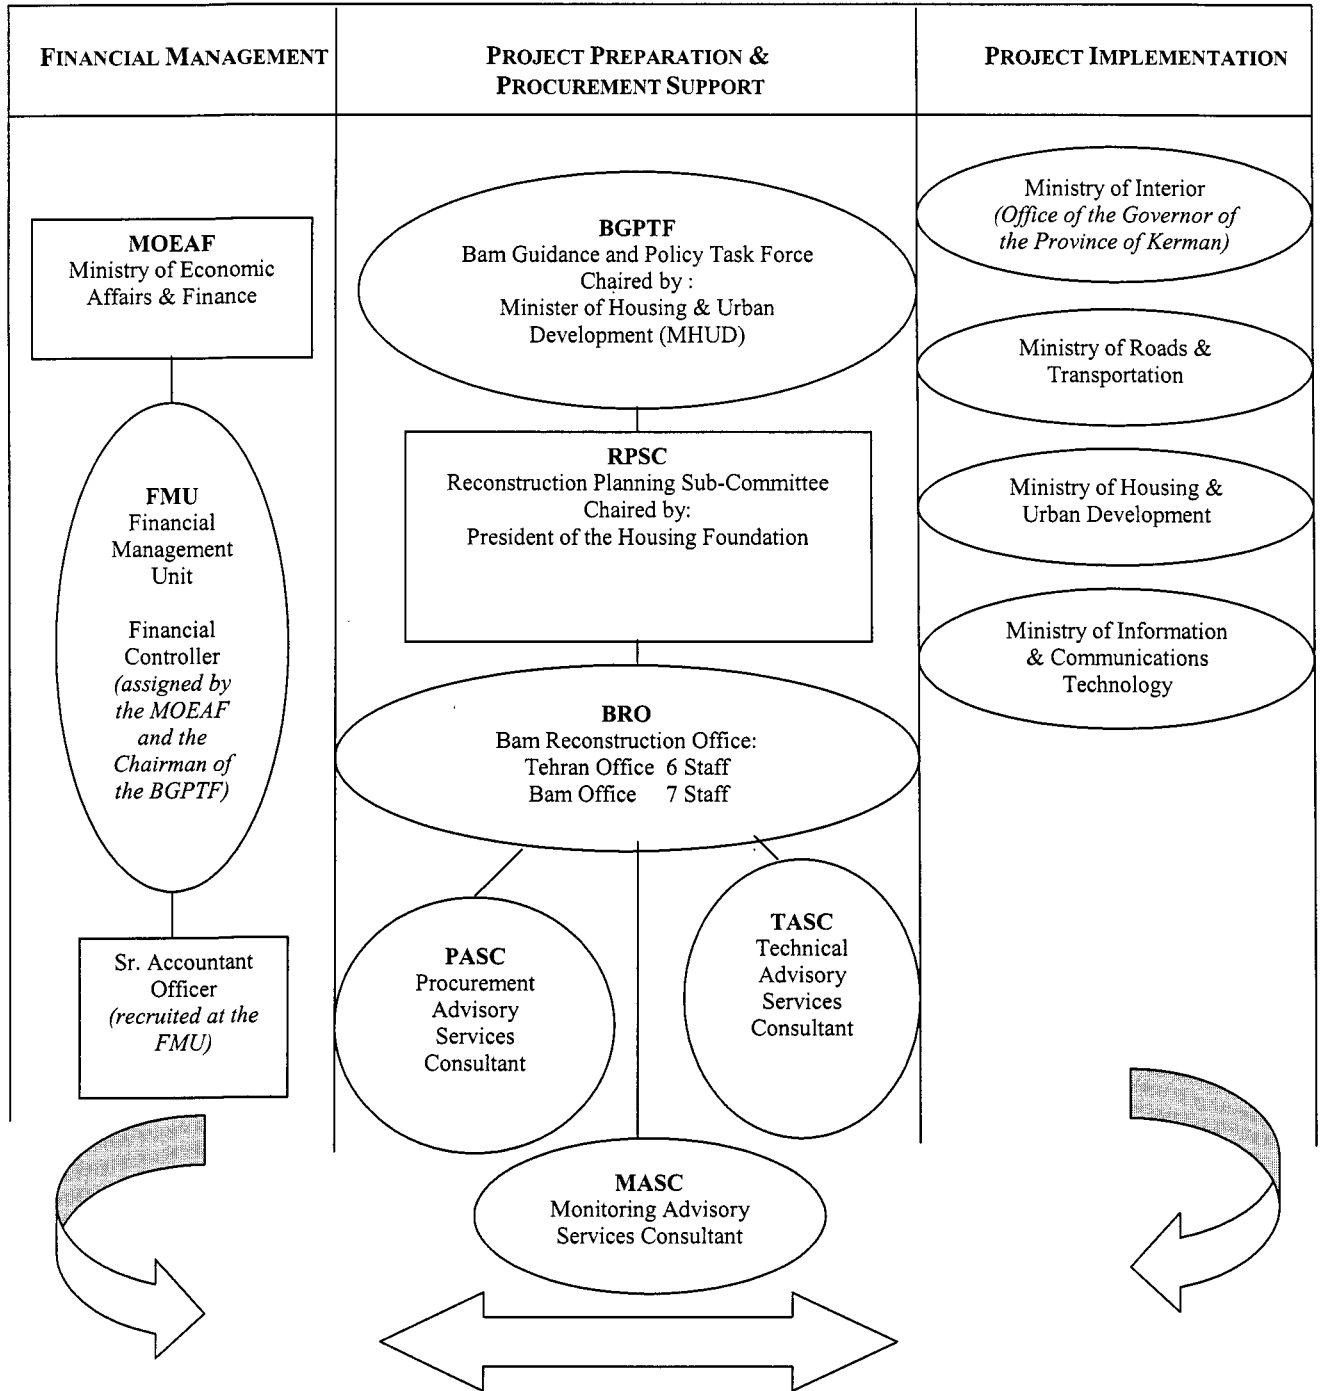 FINANCIAL MANAGEMENT
PROJECT PREPARATION &
PROCUREMENT SUPPORT
PROJECT IMPLEMENTATION
MOEAF
Ministry of Economic
Affairs & Finance
FMU
Financial
Management
Unit
Financial
Controller
(assigned by
the MOEAF
and the
Chairman of
the BGPTF)
Sr. Accountant
Officer
(recruited at the
FMU)
BGPTF
Bam Guidance and Policy Task Force
Chaired by :
Minister of Housing & Urban
Development (MHUD)
RPSC
Reconstruction Planning Sub-Committee
Chaired by:
President of the Housing Foundation
BRO
Bam Reconstruction Office:
Tehran Office 6 Staff
Bam Office 7 Staff
PASC
Procurement
Advisory
Services
Consultant
TASC
Technical
Advisory
Services
Consultant
MASC
Monitoring Advisory
Services Consultant
Ministry of Interior
(Office of the Governor of
the Province of Kerman)
Ministry of Roads &
Transportation
Ministry of Housing &
Urban Development
Ministry of Information
& Communications
Technology